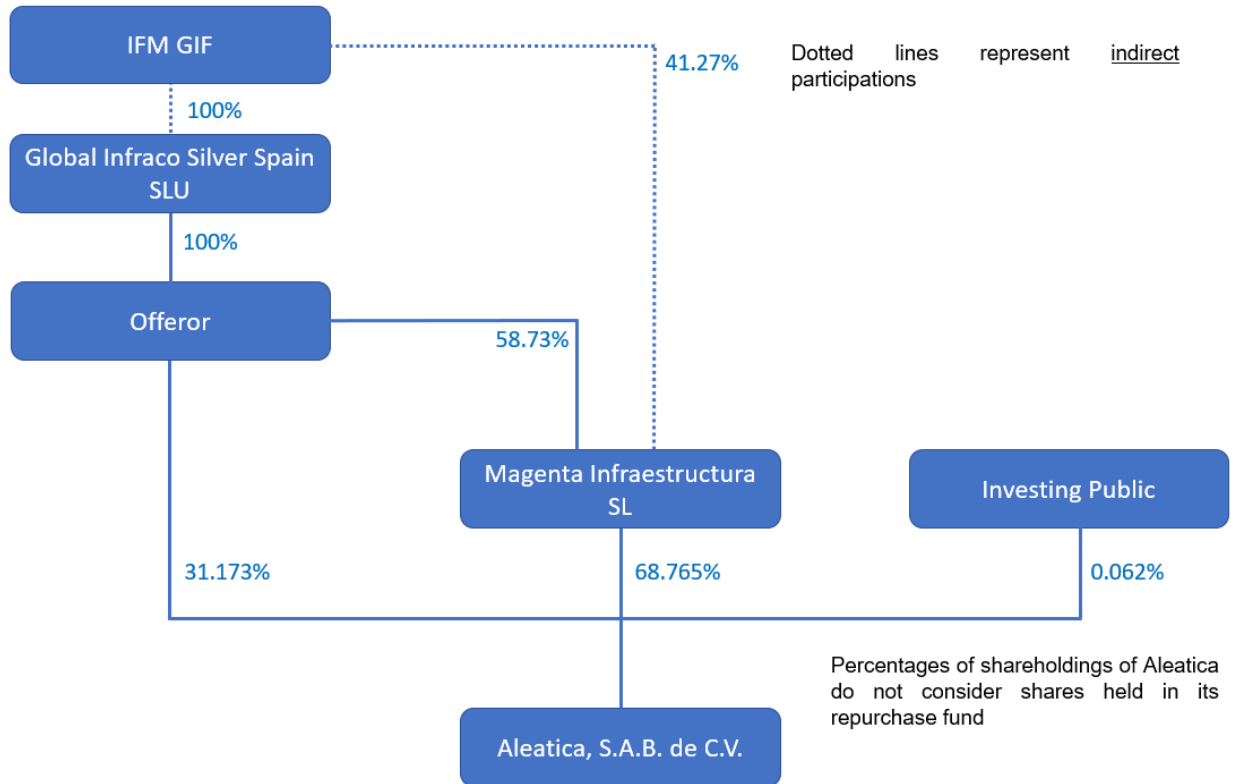 IFM GIF
41.27%
Dotted lines represent indirect
participations
100%
Global Infraco Silver Spain
SLU
100%
Offeror
58.73%
Magenta Infraestructura
SL
Investing Public
31.173%
68.765%
0.062%
Percentages of shareholdings of Aleatica
do not consider shares held in its
repurchase fund
Aleatica, S.A.B. de C.V.